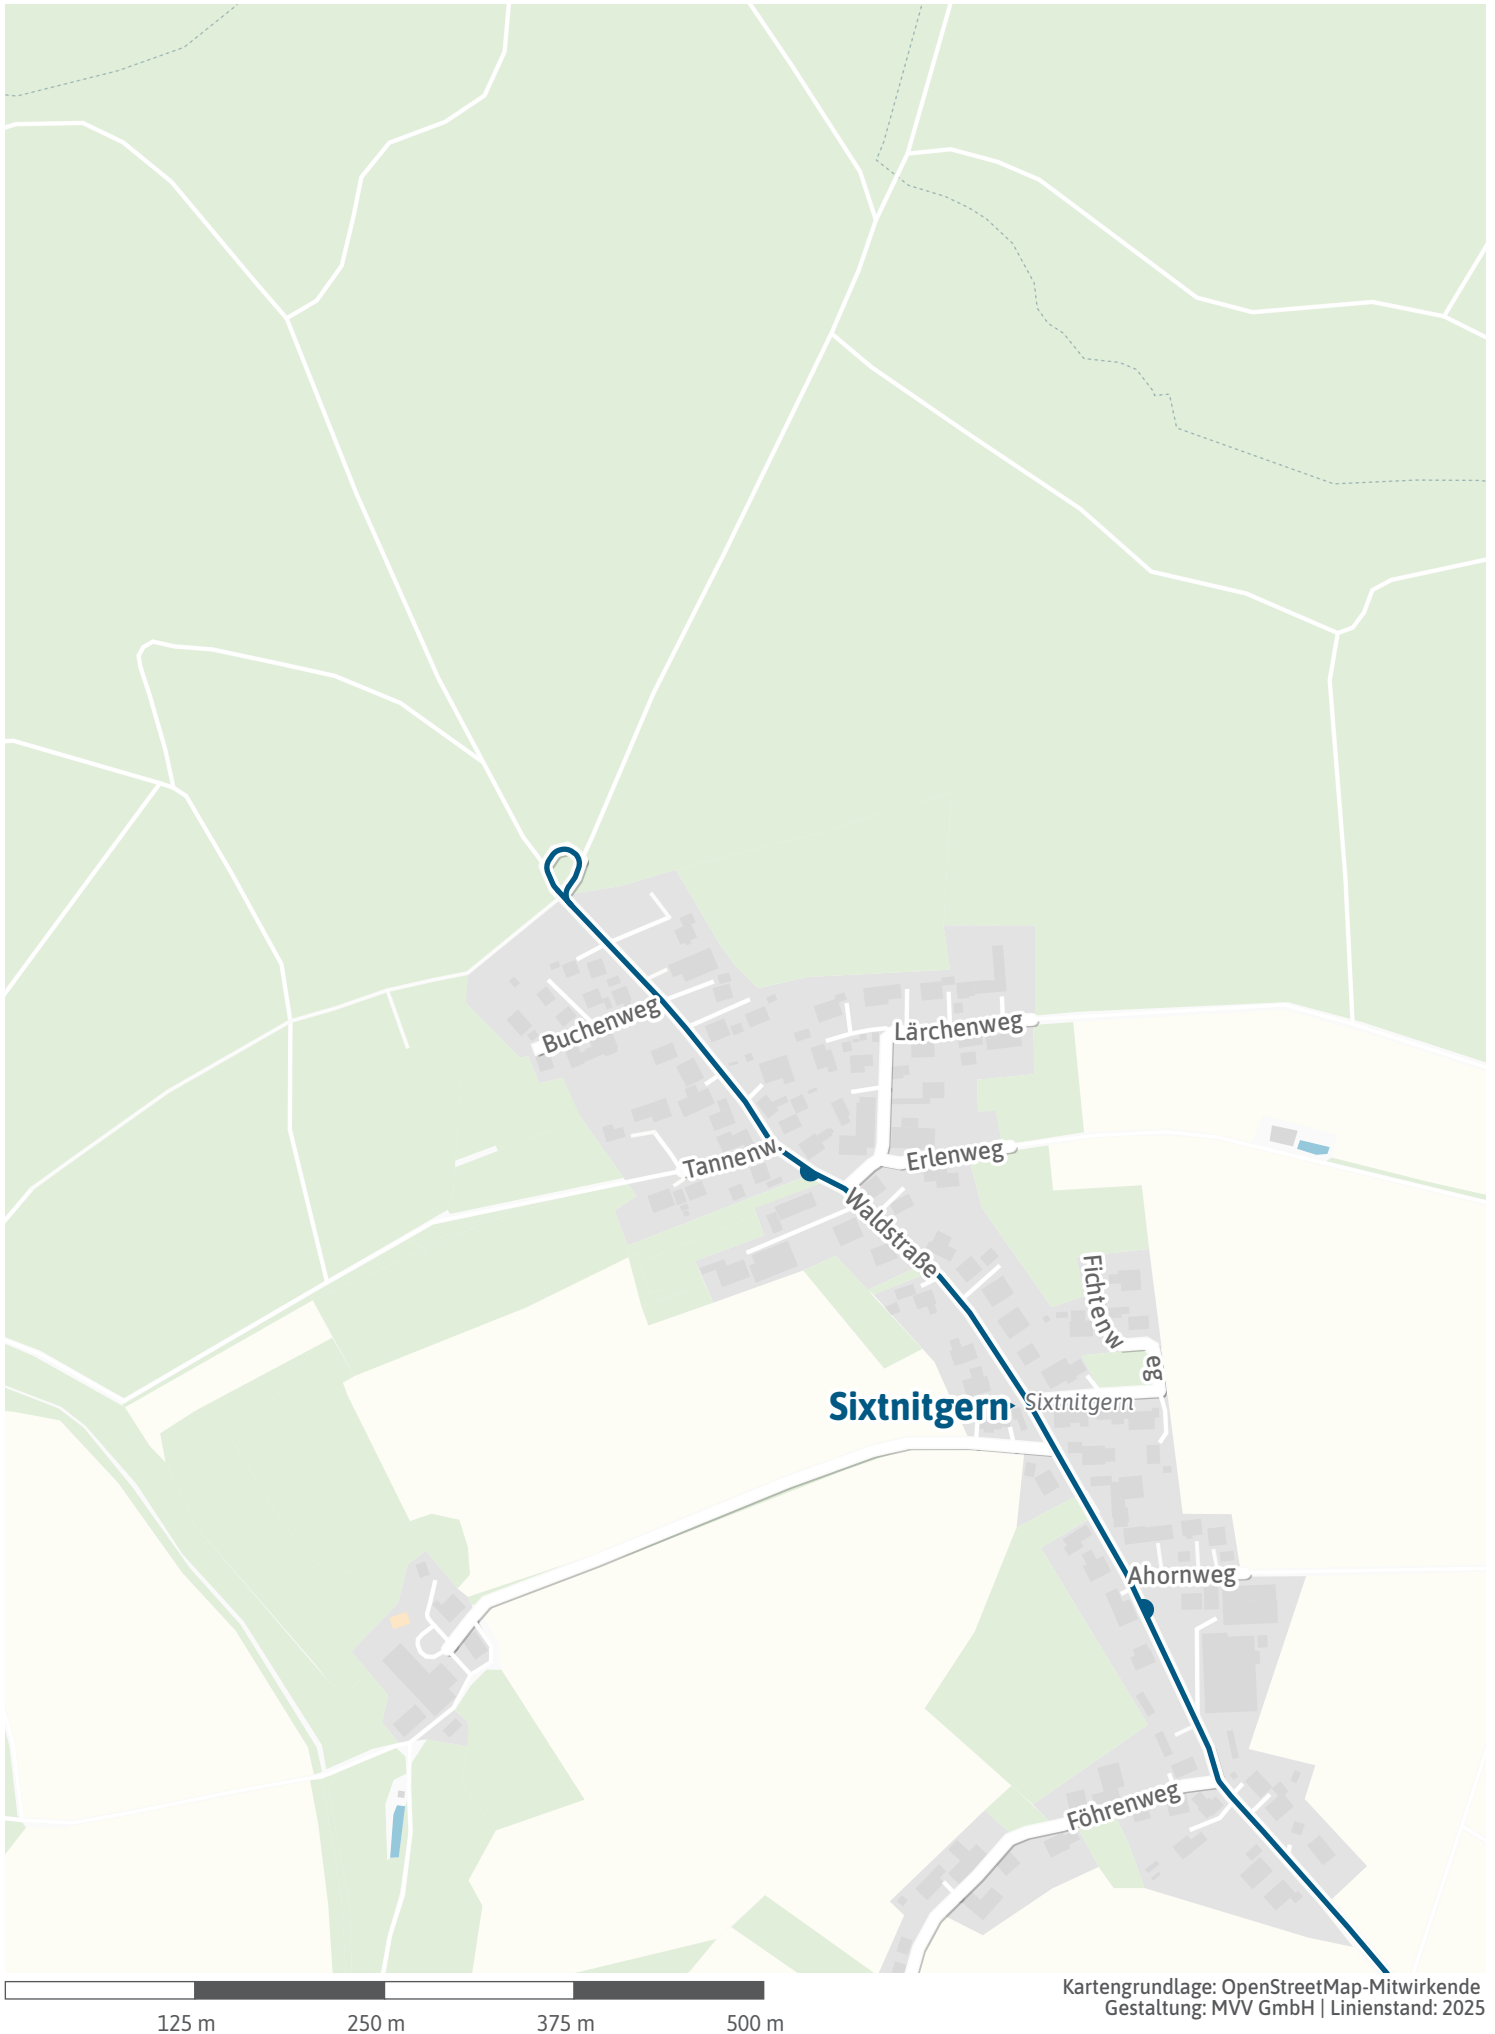 Buchenweg
Lärchenweg
Tannenw.
Erlenweg
Waldstraße
Fichtenw
eg
Sixtnitgern
Sixtnitgern
Ahornweg
Föhrenweg
Kartengrundlage: OpenStreetMap-Mitwirkende
Gestaltung: MVV GmbH | Linienstand: 2025
125 m
250 m
375 m
500 m